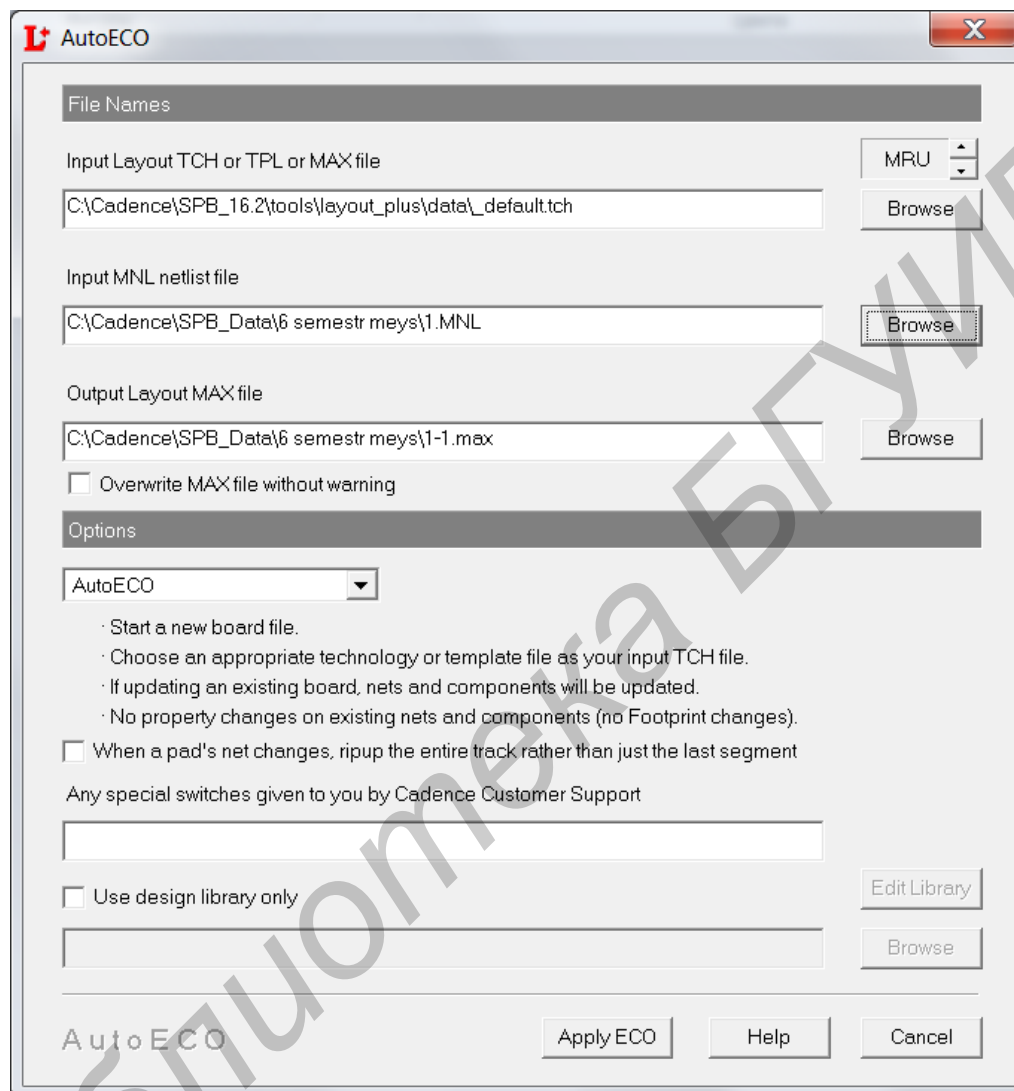 AutoECO
File Names
Input Layout TCH or TPL or MAX file
MRU
C:\Cadence\SPB_16.2\tools\layout_plus\data\_default.tch
Browse
Input MNL netlist file
C:\Cadence\SPB_Data\6 semestr meys\1.MNL
Browse
Output Layout MAX file
C:\Cadence\SPB_Data\6 semestr meys\1-1.max
Browse
Overwrite MAX file without warning
Options
AutoECO
· Start a new board file.
· Choose an appropriate technology or template file as your input TCH file.
· If updating an existing board, nets and components will be updated.
· No property changes on existing nets and components (no Footprint changes).
When a pad's net changes, ripup the entire track rather than just the last segment
Any special switches given to you by Cadence Customer Support
Use design library only
Edit Library
Browse
AutoECO
Apply ECO
Help
Cancel